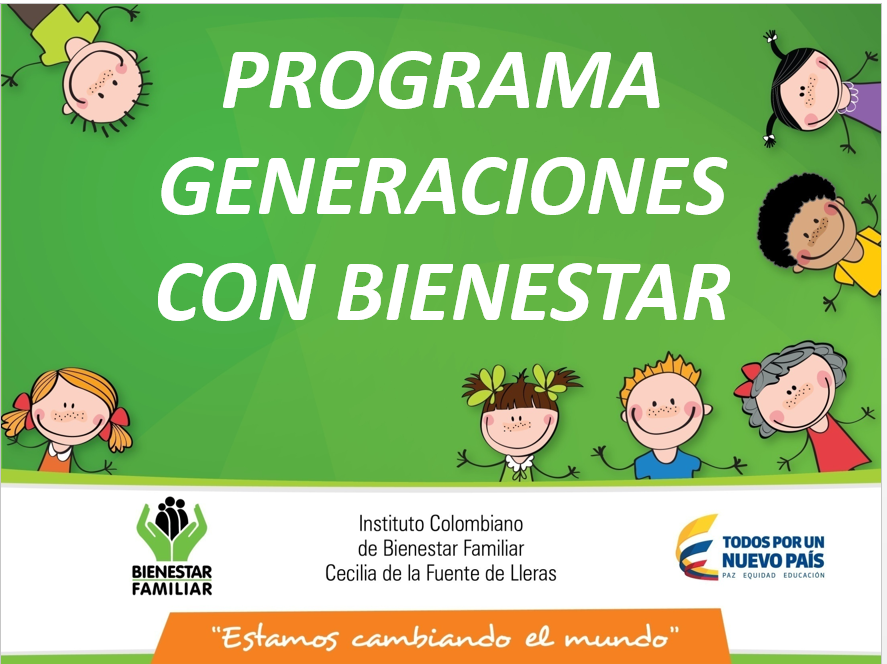 PROGRAMA
GENERACIONES
CON BIENESTAR
BIENESTAR
FAMILIAR
Instituto Colombiano
de Bienestar Familiar
Cecilia de la Fuente de Lleras
TODOS POR UN
NUEVO PAÍS
PAZ EQUIDAD EDUCACIÓN
"Estamos cambiando el mundo"